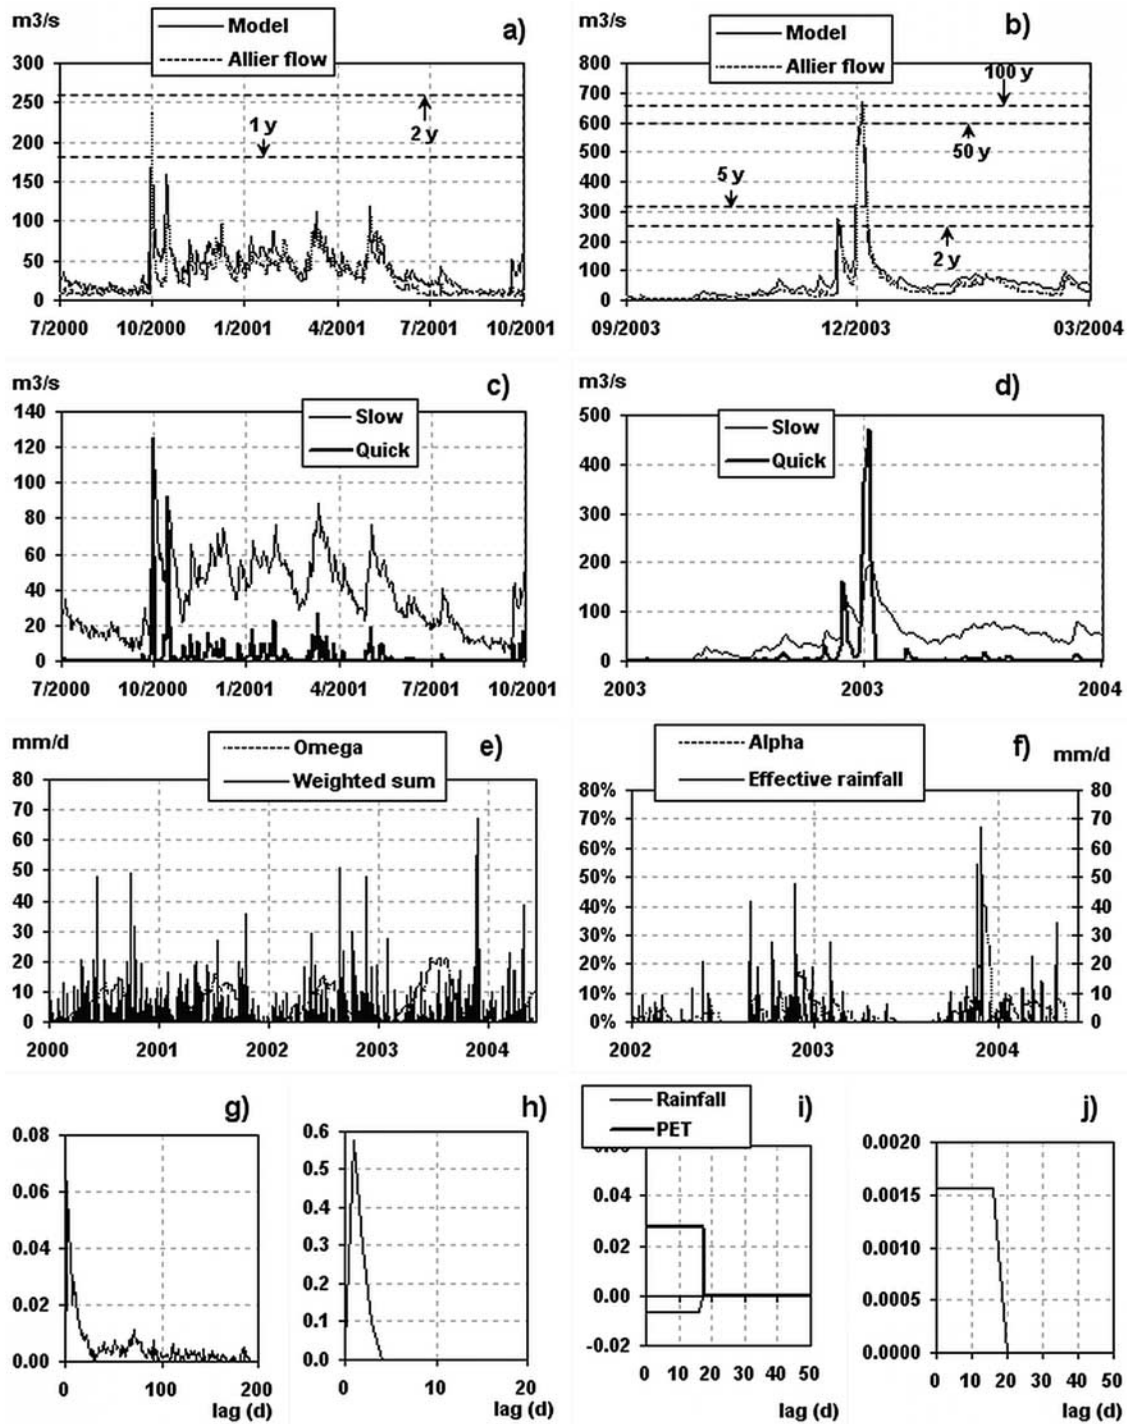 m3/s
Model
Allier flow
a)
300
250
200
150
100
50
0
1 y
2 y
7/2000 10/2000 1/2001 4/2001 7/2001 10/2001
m3/s
Model
Allier flow
b)
800
700
600
500
400
300
200
100
0
100 y
50 y
5 y
2 y
09/2003 12/2003 03/2004
m3/s
Slow
Quick
c)
140
120
100
80
60
40
20
0
7/2000 10/2000 1/2001 4/2001 7/2001 10/2001
m3/s
Slow
Quick
d)
500
400
300
200
100
0
2003 2003 2004
mm/d
Omega
Weighted sum
e)
80
70
60
50
40
30
20
10
0
2000 2001 2002 2003 2004
Alpha
Effective rainfall
f)
mm/d
80% 80
70% 70
60% 60
50% 50
40% 40
30% 30
20% 20
10% 10
0% 0
2002 2003 2004
g)
0.08
0.06
0.04
0.02
0.00
0 100 200
lag (d)
h)
0.6
0.5
0.4
0.3
0.2
0.1
0.0
0 10 20
lag (d)
Rainfall
PET
i)
0.04
0.02
0.00
-0.02
0 10 20 30 40 50
lag (d)
j)
0.0020
0.0015
0.0010
0.0005
0.0000
0 10 20 30 40 50
lag (d)